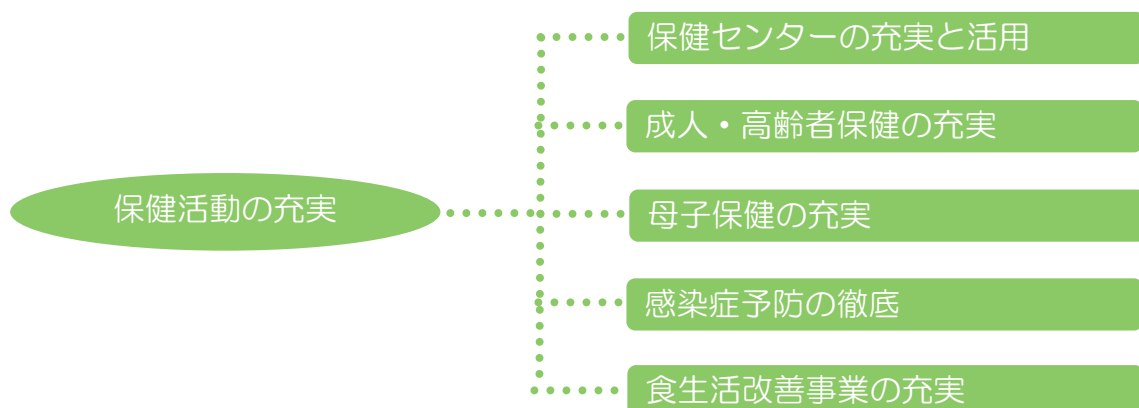 保健センターの充実と活用
成人・高齢者保健の充実
保健活動の充実
母子保健の充実
感染症予防の徹底
食生活改善事業の充実